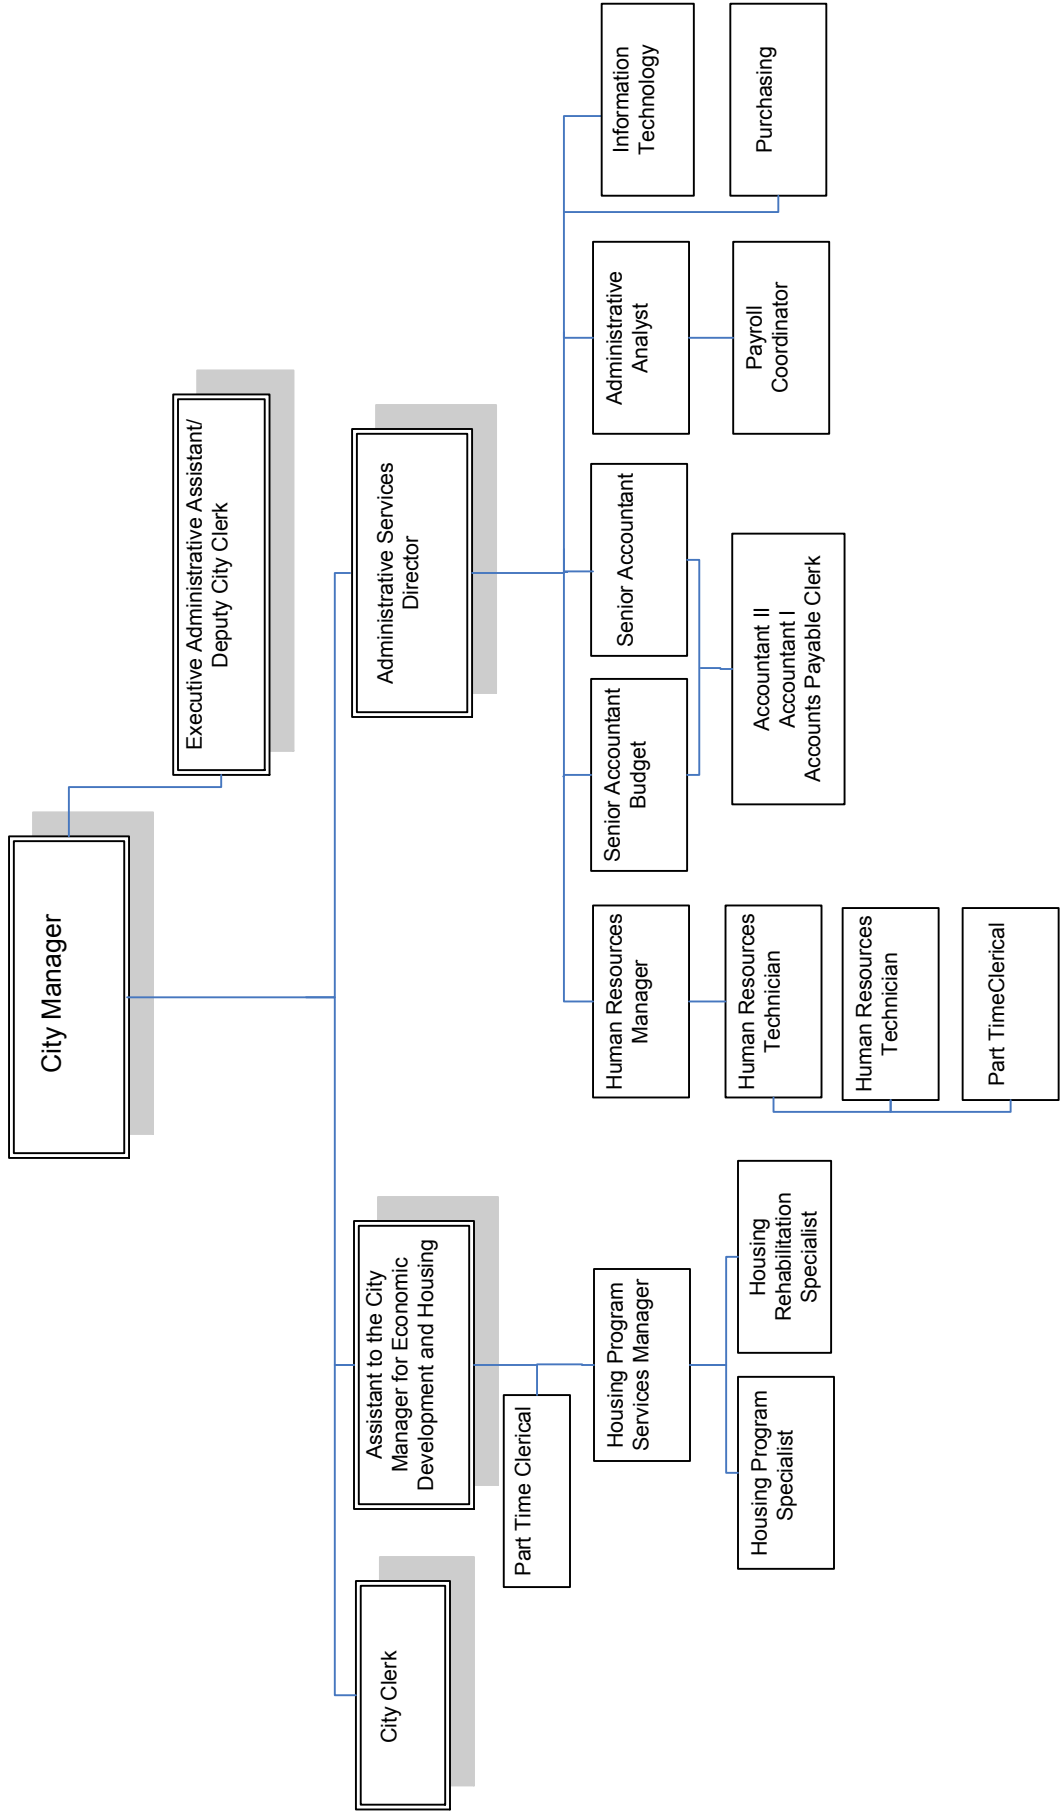 City Manager
Executive Administrative Assistant/
Deputy City Clerk
City Clerk
Assistant to the City
Manager for Economic
Development and Housing
Administrative Services
Director
Part Time Clerical
Housing Program
Services Manager
Human Resources
Manager
Senior Accountant
Budget
Senior Accountant
Administrative
Analyst
Information
Technology
Housing Program
Specialist
Housing
Rehabilitation
Specialist
Human Resources
Technician
Accountant II
Accountant I
Accounts Payable Clerk
Payroll
Coordinator
Purchasing
Human Resources
Technician
Part TimeClerical